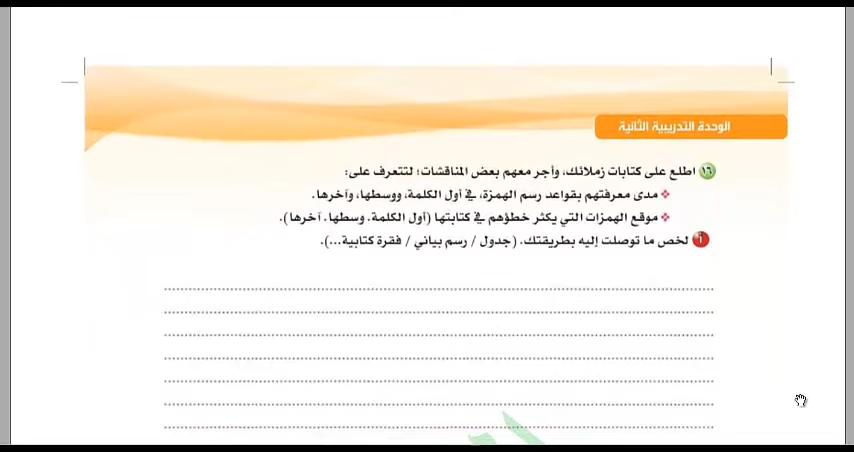 الوحدة التدريبية الثانية
١٦ اطلع على كتابات زملائك، وأجر معهم بعض المناقشات؛ لتتعرف على:
❖ مدى معرفتهم بقواعد رسم الهمزة، في أول الكلمة، ووسطها، وآخرها.
❖ موقع الهمزات التي يكثر خطؤهم في كتابتها (أول الكلمة. وسطها. آخرها).
أ لخص ما توصلت إليه بطريقتك. (جدول / رسم بياني / فقرة كتابية...).